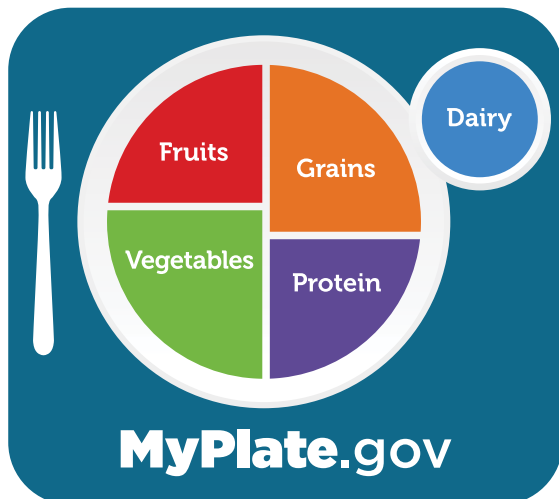 Fruits
Grains
Dairy
Vegetables
Protein
MyPlate.gov